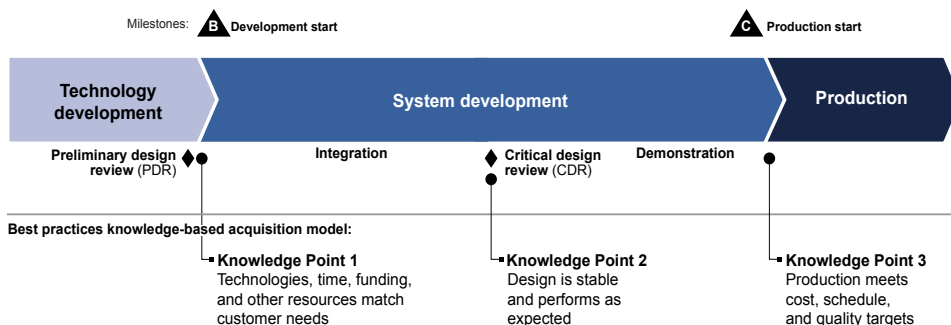 Milestones: B Development start C Production start
Technology
development
System development
Production
Preliminary design
review (PDR)
Integration
Critical design
review (CDR)
Demonstration
Best practices knowledge-based acquisition model:
Knowledge Point 1
Technologies, time, funding,
and other resources match
customer needs
Knowledge Point 2
Design is stable
and performs as
expected
Knowledge Point 3
Production meets
cost, schedule,
and quality targets